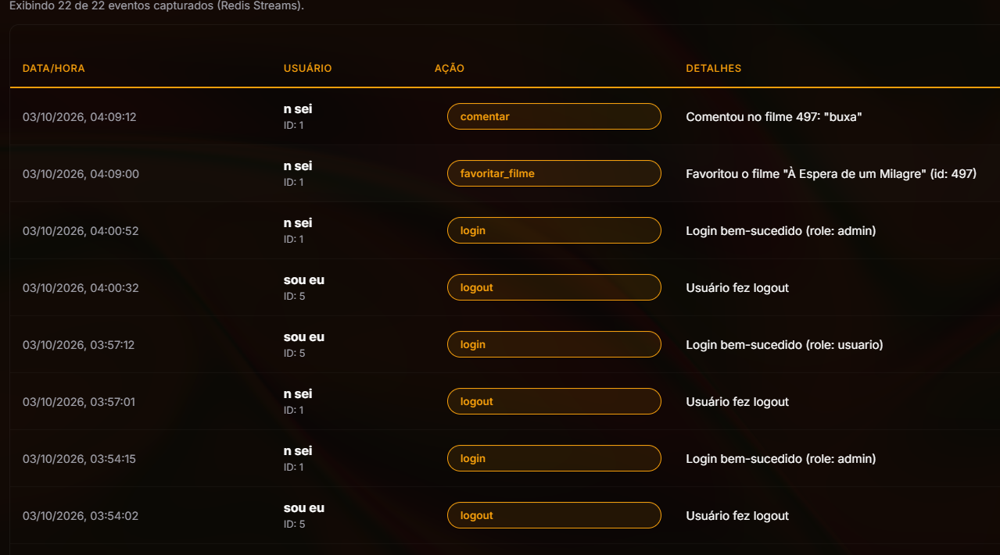 Exibindo 22 de 22 eventos capturados (Redis Streams).
DATA/HORA USUÁRIO AÇÃO DETALHES
03/10/2026, 04:09:12 n sei comentar Comentou no filme 497: "buxa"
ID: 1
03/10/2026, 04:09:00 n sei favoritar_filme Favoritou o filme "À Espera de um Milagre" (id: 497)
ID: 1
03/10/2026, 04:00:52 n sei login Login bem-sucedido (role: admin)
ID: 1
03/10/2026, 04:00:32 sou eu logout Usuário fez logout
ID: 5
03/10/2026, 03:57:12 sou eu login Login bem-sucedido (role: usuario)
ID: 5
03/10/2026, 03:57:01 n sei logout Usuário fez logout
ID: 1
03/10/2026, 03:54:15 n sei login Login bem-sucedido (role: admin)
ID: 1
03/10/2026, 03:54:02 sou eu logout Usuário fez logout
ID: 5